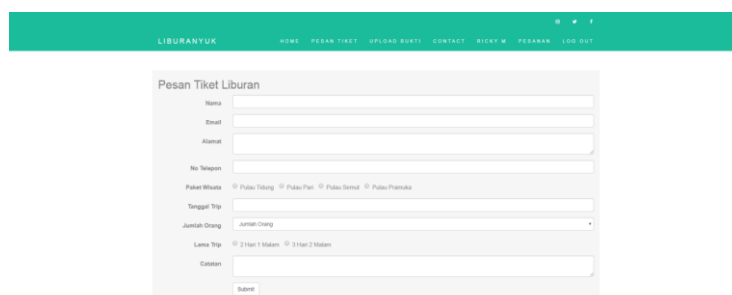 LIBURANYUK HOME PESAN TIKET UPLOAD BUKTI CONTACT RICKY M PESANAN LOG OUT
Pesan Tiket Liburan
Nama
Email
Alamat
No Telepon
Paket Wisata Pulau Tidung Pulau Pari Pulau Semut Pulau Pramuka
Tanggal Trip
Jumlah Orang Jumlah Orang
Lama Trip 2 Hari 1 Malam 3 Hari 2 Malam
Catatan
Submit